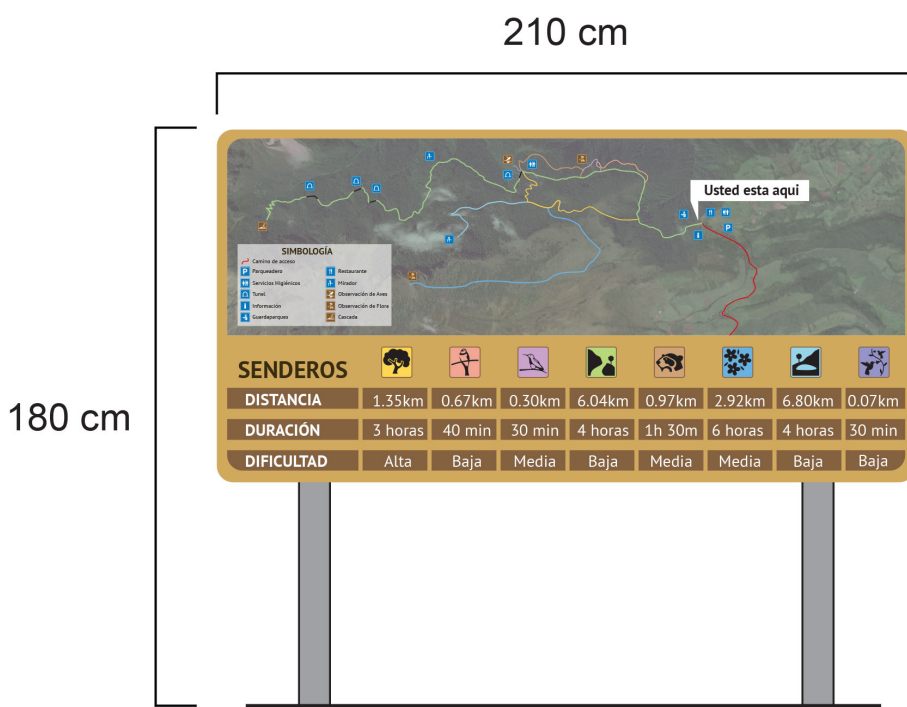 210 cm
180 cm
Usted esta aqui
SIMBOLOGÍA
Camino de acceso
P Parqueadero
Servicios Higiénicos
Tunel
i Información
Guardaparques
Restaurante
Mirador
Observación de Aves
Observación de Flora
Cascada
SENDEROS
DISTANCIA 1.35km 0.67km 0.30km 6.04km 0.97km 2.92km 6.80km 0.07km
DURACIÓN 3 horas 40 min 30 min 4 horas 1h 30m 6 horas 4 horas 30 min
DIFICULTAD Alta Baja Media Baja Media Media Baja Baja